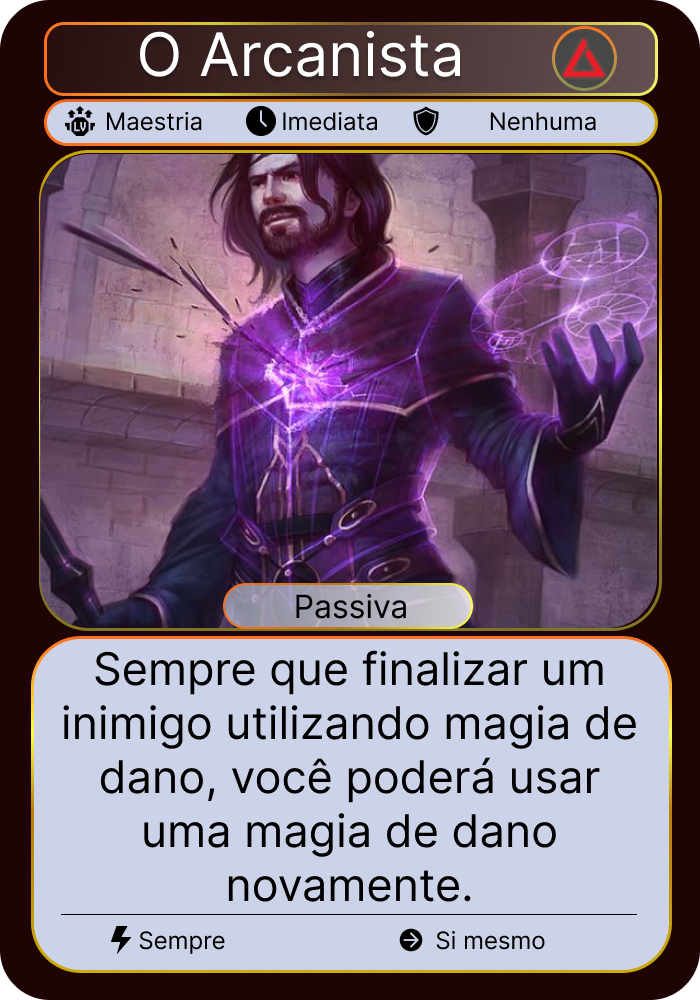 O Arcanista
LV Maestria Imediata Nenhuma
Passiva
Sempre que finalizar um
inimigo utilizando magia de
dano, você poderá usar
uma magia de dano
novamente.
Sempre Si mesmo